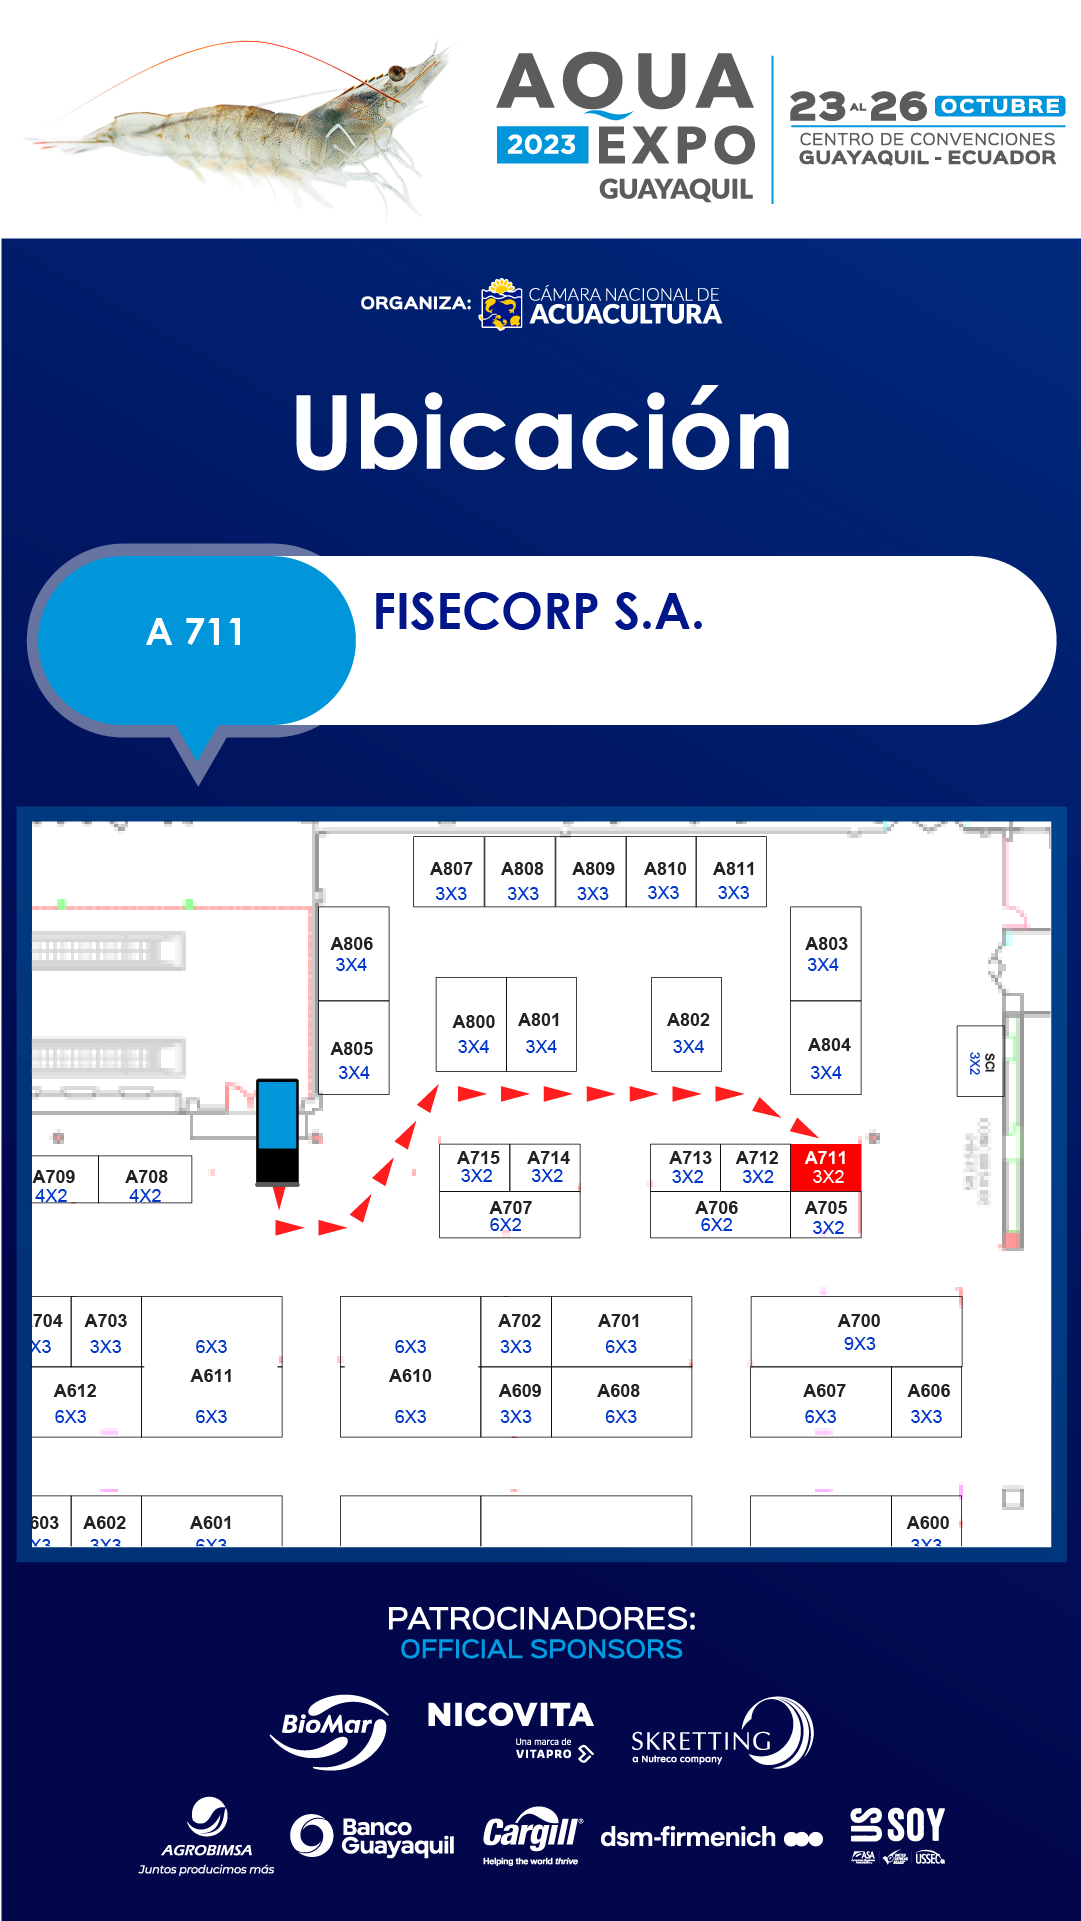 AQUA
2023 EXPO
GUAYAQUIL
23 AL 26 OCTUBRE
CENTRO DE CONVENCIONES
GUAYAQUIL - ECUADOR
ORGANIZA:
CÁMARA NACIONAL DE
ACUACULTURA
Ubicación
A 711
FISECORP S.A.
A807 A808 A809 A810 A811
3X3 3X3 3X3 3X3 3X3
A806 A803
3X4 3X4
A800 A801 A802
3X4 3X4 3X4
A805 A804
3X4 3X4
SCI
3X2
A715 A714 A713 A712 A711
3X2 3X2 3X2 3X2 3X2
A709 A708
4X2 4X2
A707 A706 A705
6X2 6X2 3X2
704 A703 A702 A701 A700
X3 3X3 6X3 6X3 3X3 6X3 9X3
A611 A610
A612 A609 A608 A607 A606
6X3 6X3 6X3 3X3 6X3 6X3 3X3
603 A602 A601 A600
X3 3X3 6X3 3X3
PATROCINADORES:
OFFICIAL SPONSORS
BioMar
NICOVITA
Una marca de
VITAPRO
SKRETTING
a Nutreco company
AGROBIMSA
Juntos producimos más
Banco
Guayaquil
Cargill®
Helping the world thrive
dsm-firmenich
US SOY
ASA
USSEC